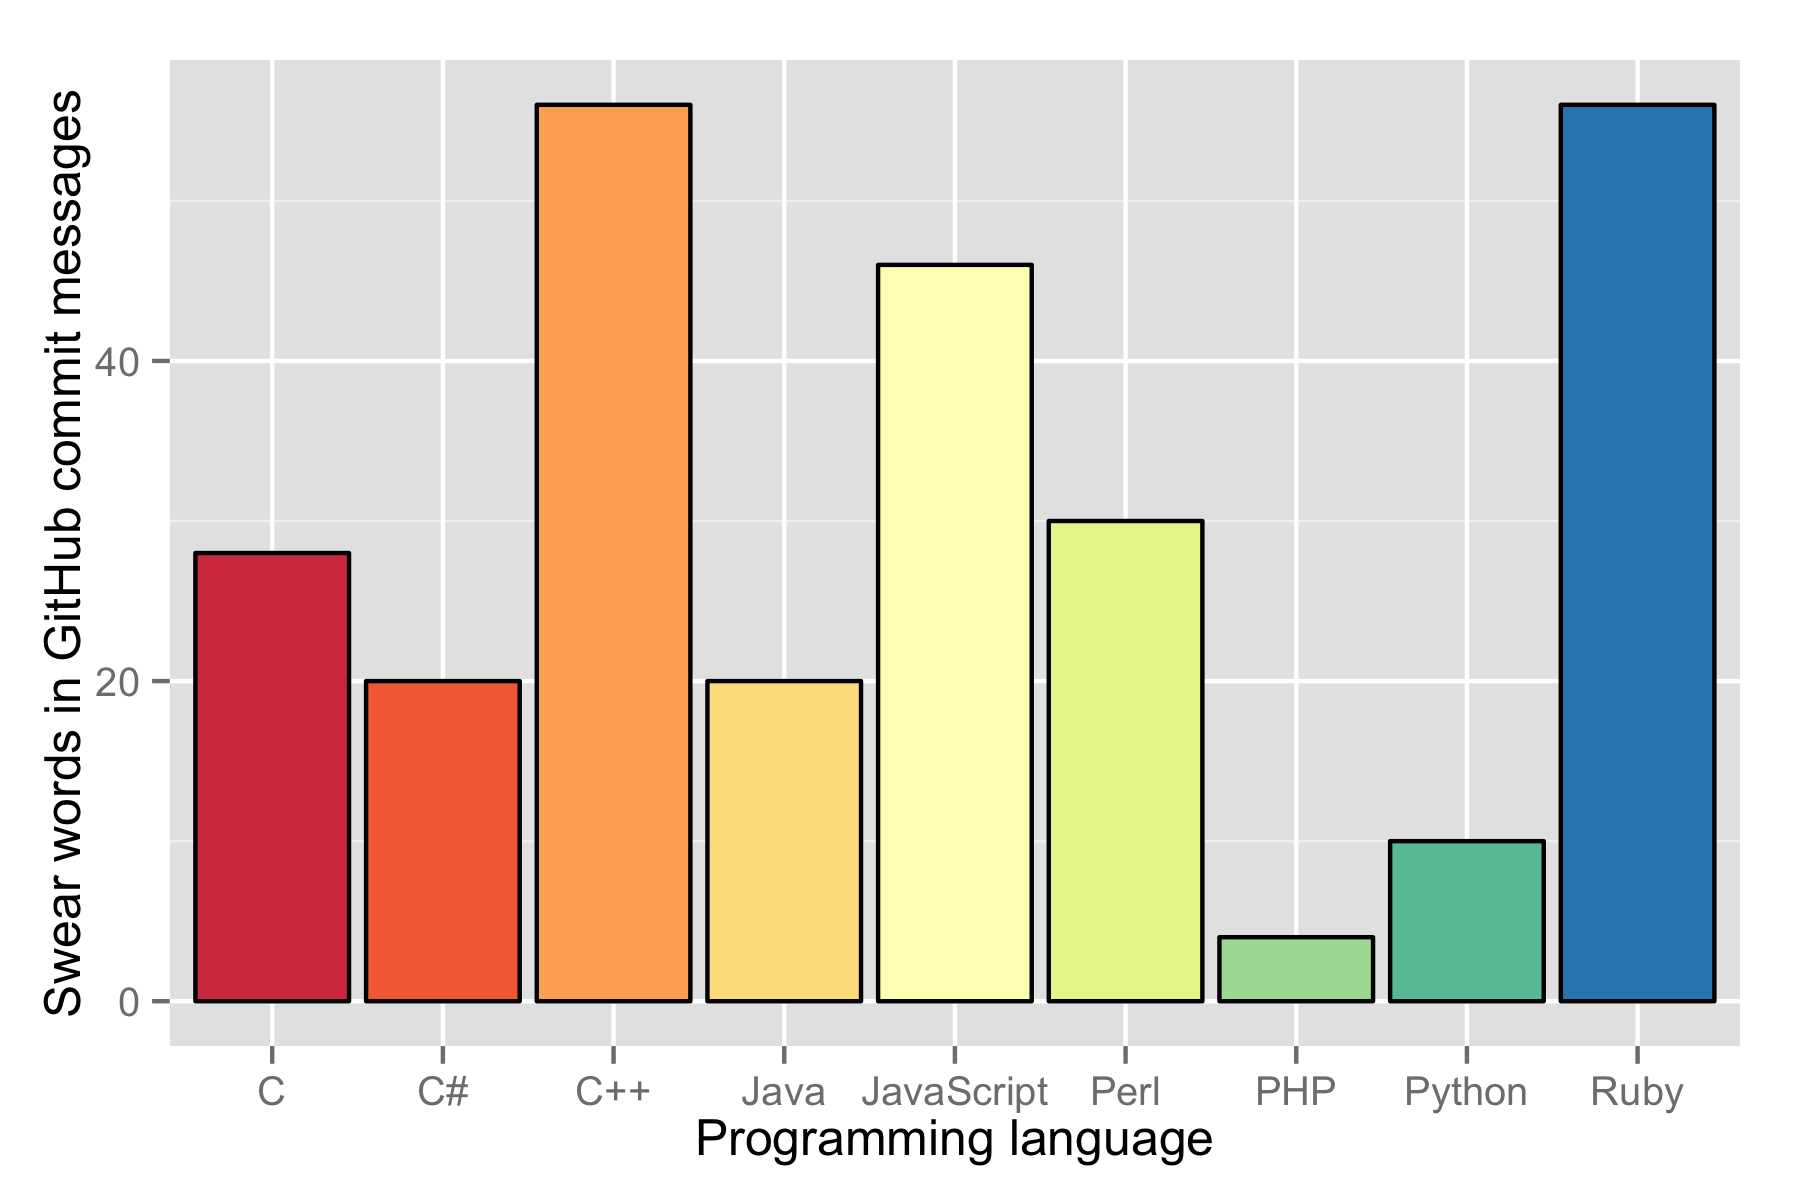 Swear words in GitHub commit messages
40
20
0
C C# C++ Java JavaScript Perl PHP Python Ruby
Programming language